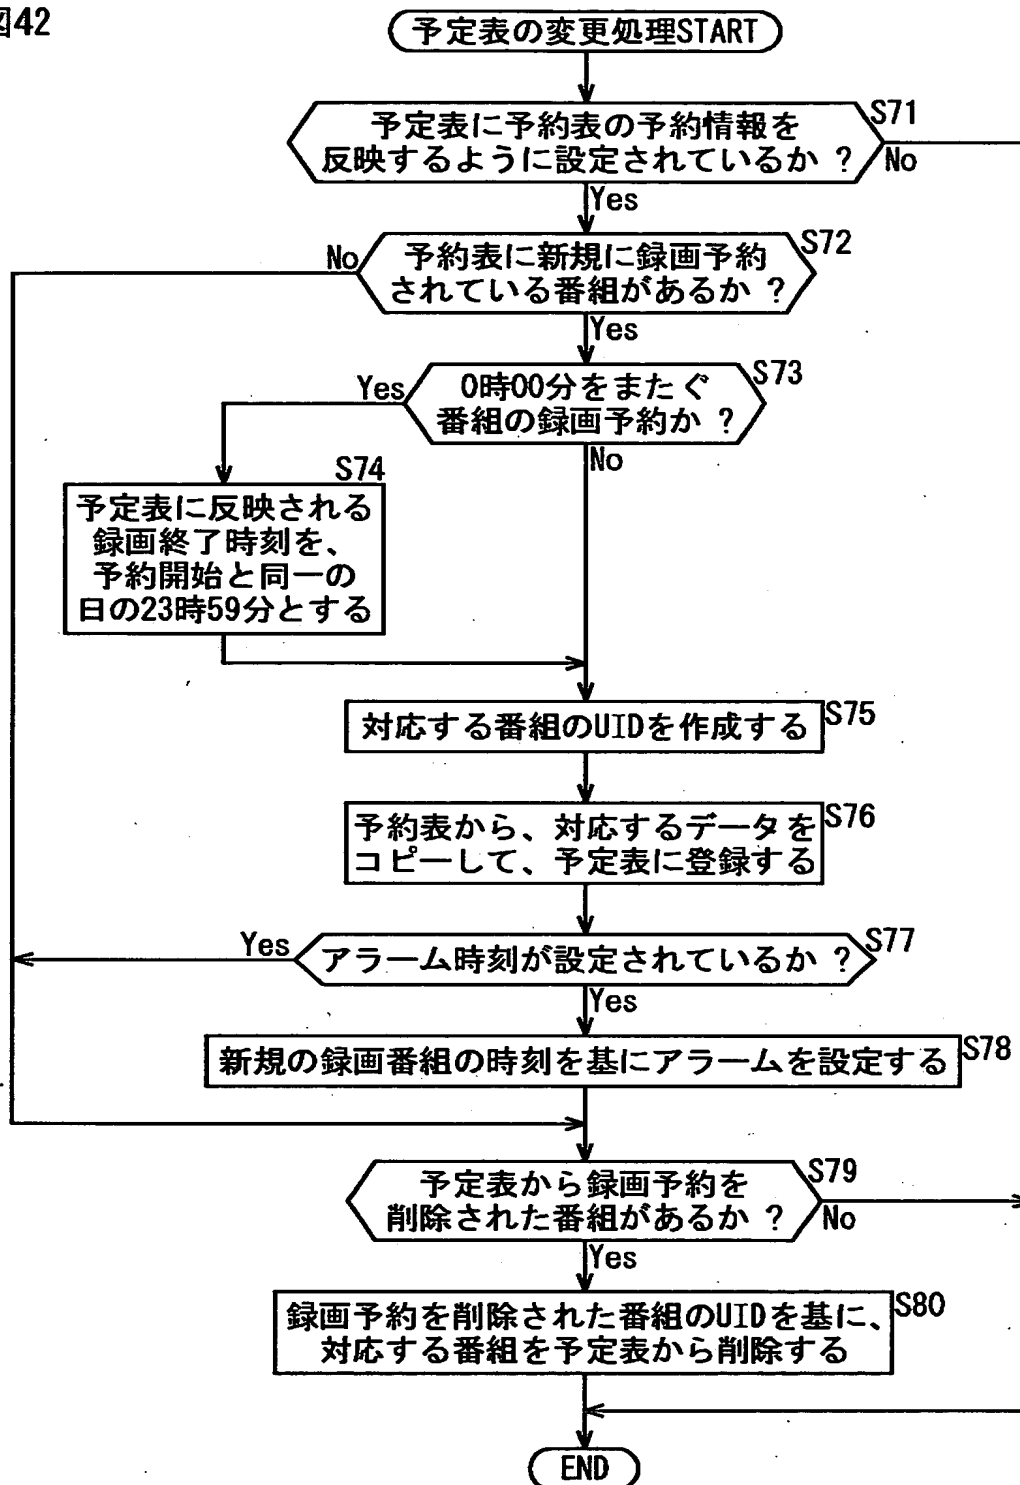 図42
予定表の変更処理START
予定表に予約表の予約情報を
反映するように設定されているか ?
S71
No
Yes
予約表に新規に録画予約
されている番組があるか ?
S72
No
Yes
0時00分をまたぐ
番組の録画予約か ?
S73
Yes
No
S74
予定表に反映される
録画終了時刻を、
予約開始と同一の
日の23時59分とする
対応する番組のUIDを作成する
S75
予約表から、対応するデータを
コピーして、予定表に登録する
S76
アラーム時刻が設定されているか ?
S77
Yes
Yes
新規の録画番組の時刻を基にアラームを設定する
S78
予定表から録画予約を
削除された番組があるか ?
S79
No
Yes
録画予約を削除された番組のUIDを基に、
対応する番組を予定表から削除する
S80
END